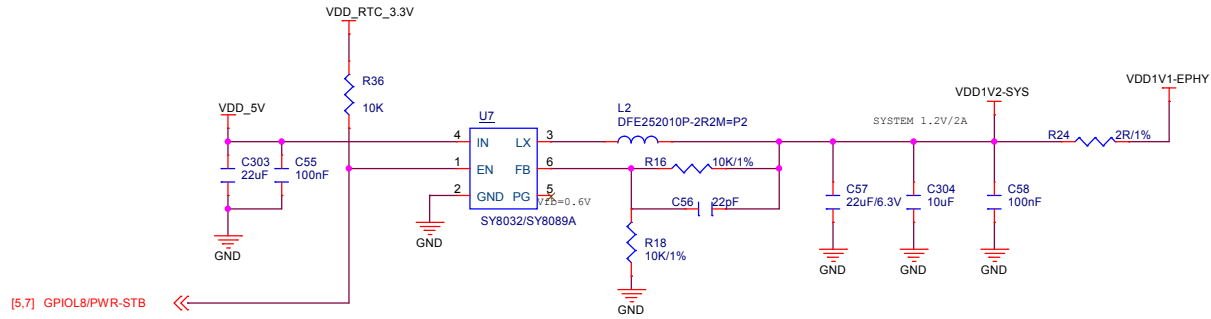 VDD_RTC_3.3V
R36
10K
VDD_5V
C303
22uF
C55
100nF
GND
U7
4
IN
LX
3
1
EN
FB
6
2
GND
PG
5
Vfb=0.6V
SY8032/SY8089A
GND
L2
DFE252010P-2R2M=P2
R16
10K/1%
C56
22pF
R18
10K/1%
GND
SYSTEM 1.2V/2A
VDD1V2-SYS
VDD1V1-EPHY
R24
2R/1%
C57
22uF/6.3V
C304
10uF
C58
100nF
GND
GND
GND
[5,7] GPIOL8/PWR-STB